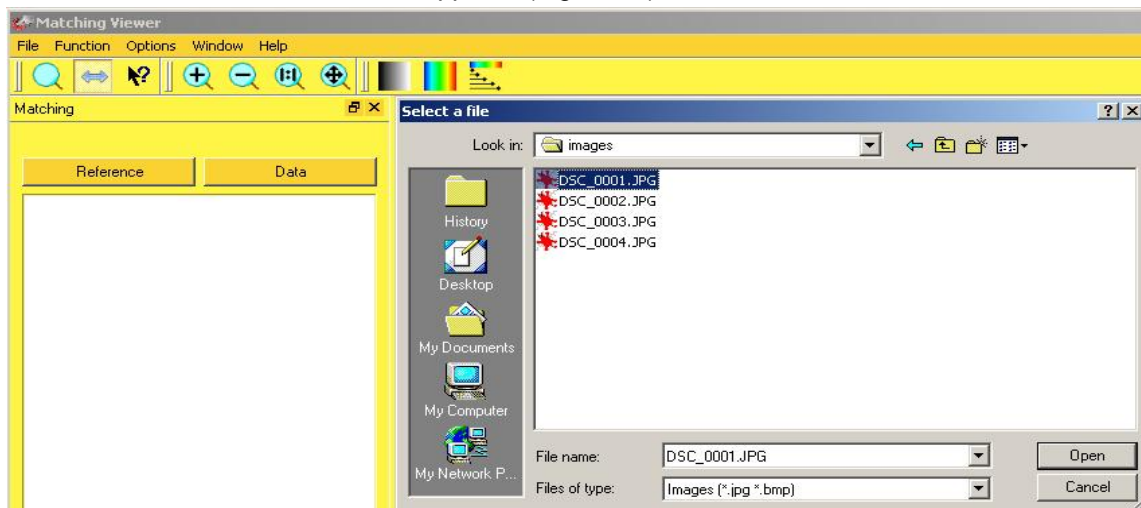 Matching Viewer
File Function Options Window Help
1:1
Matching
Reference Data
Select a file
Look in: images
History
Desktop
My Documents
My Computer
My Network P...
DSC_0001.JPG
DSC_0002.JPG
DSC_0003.JPG
DSC_0004.JPG
File name: DSC_0001.JPG Open
Files of type: Images (*.jpg *.bmp) Cancel